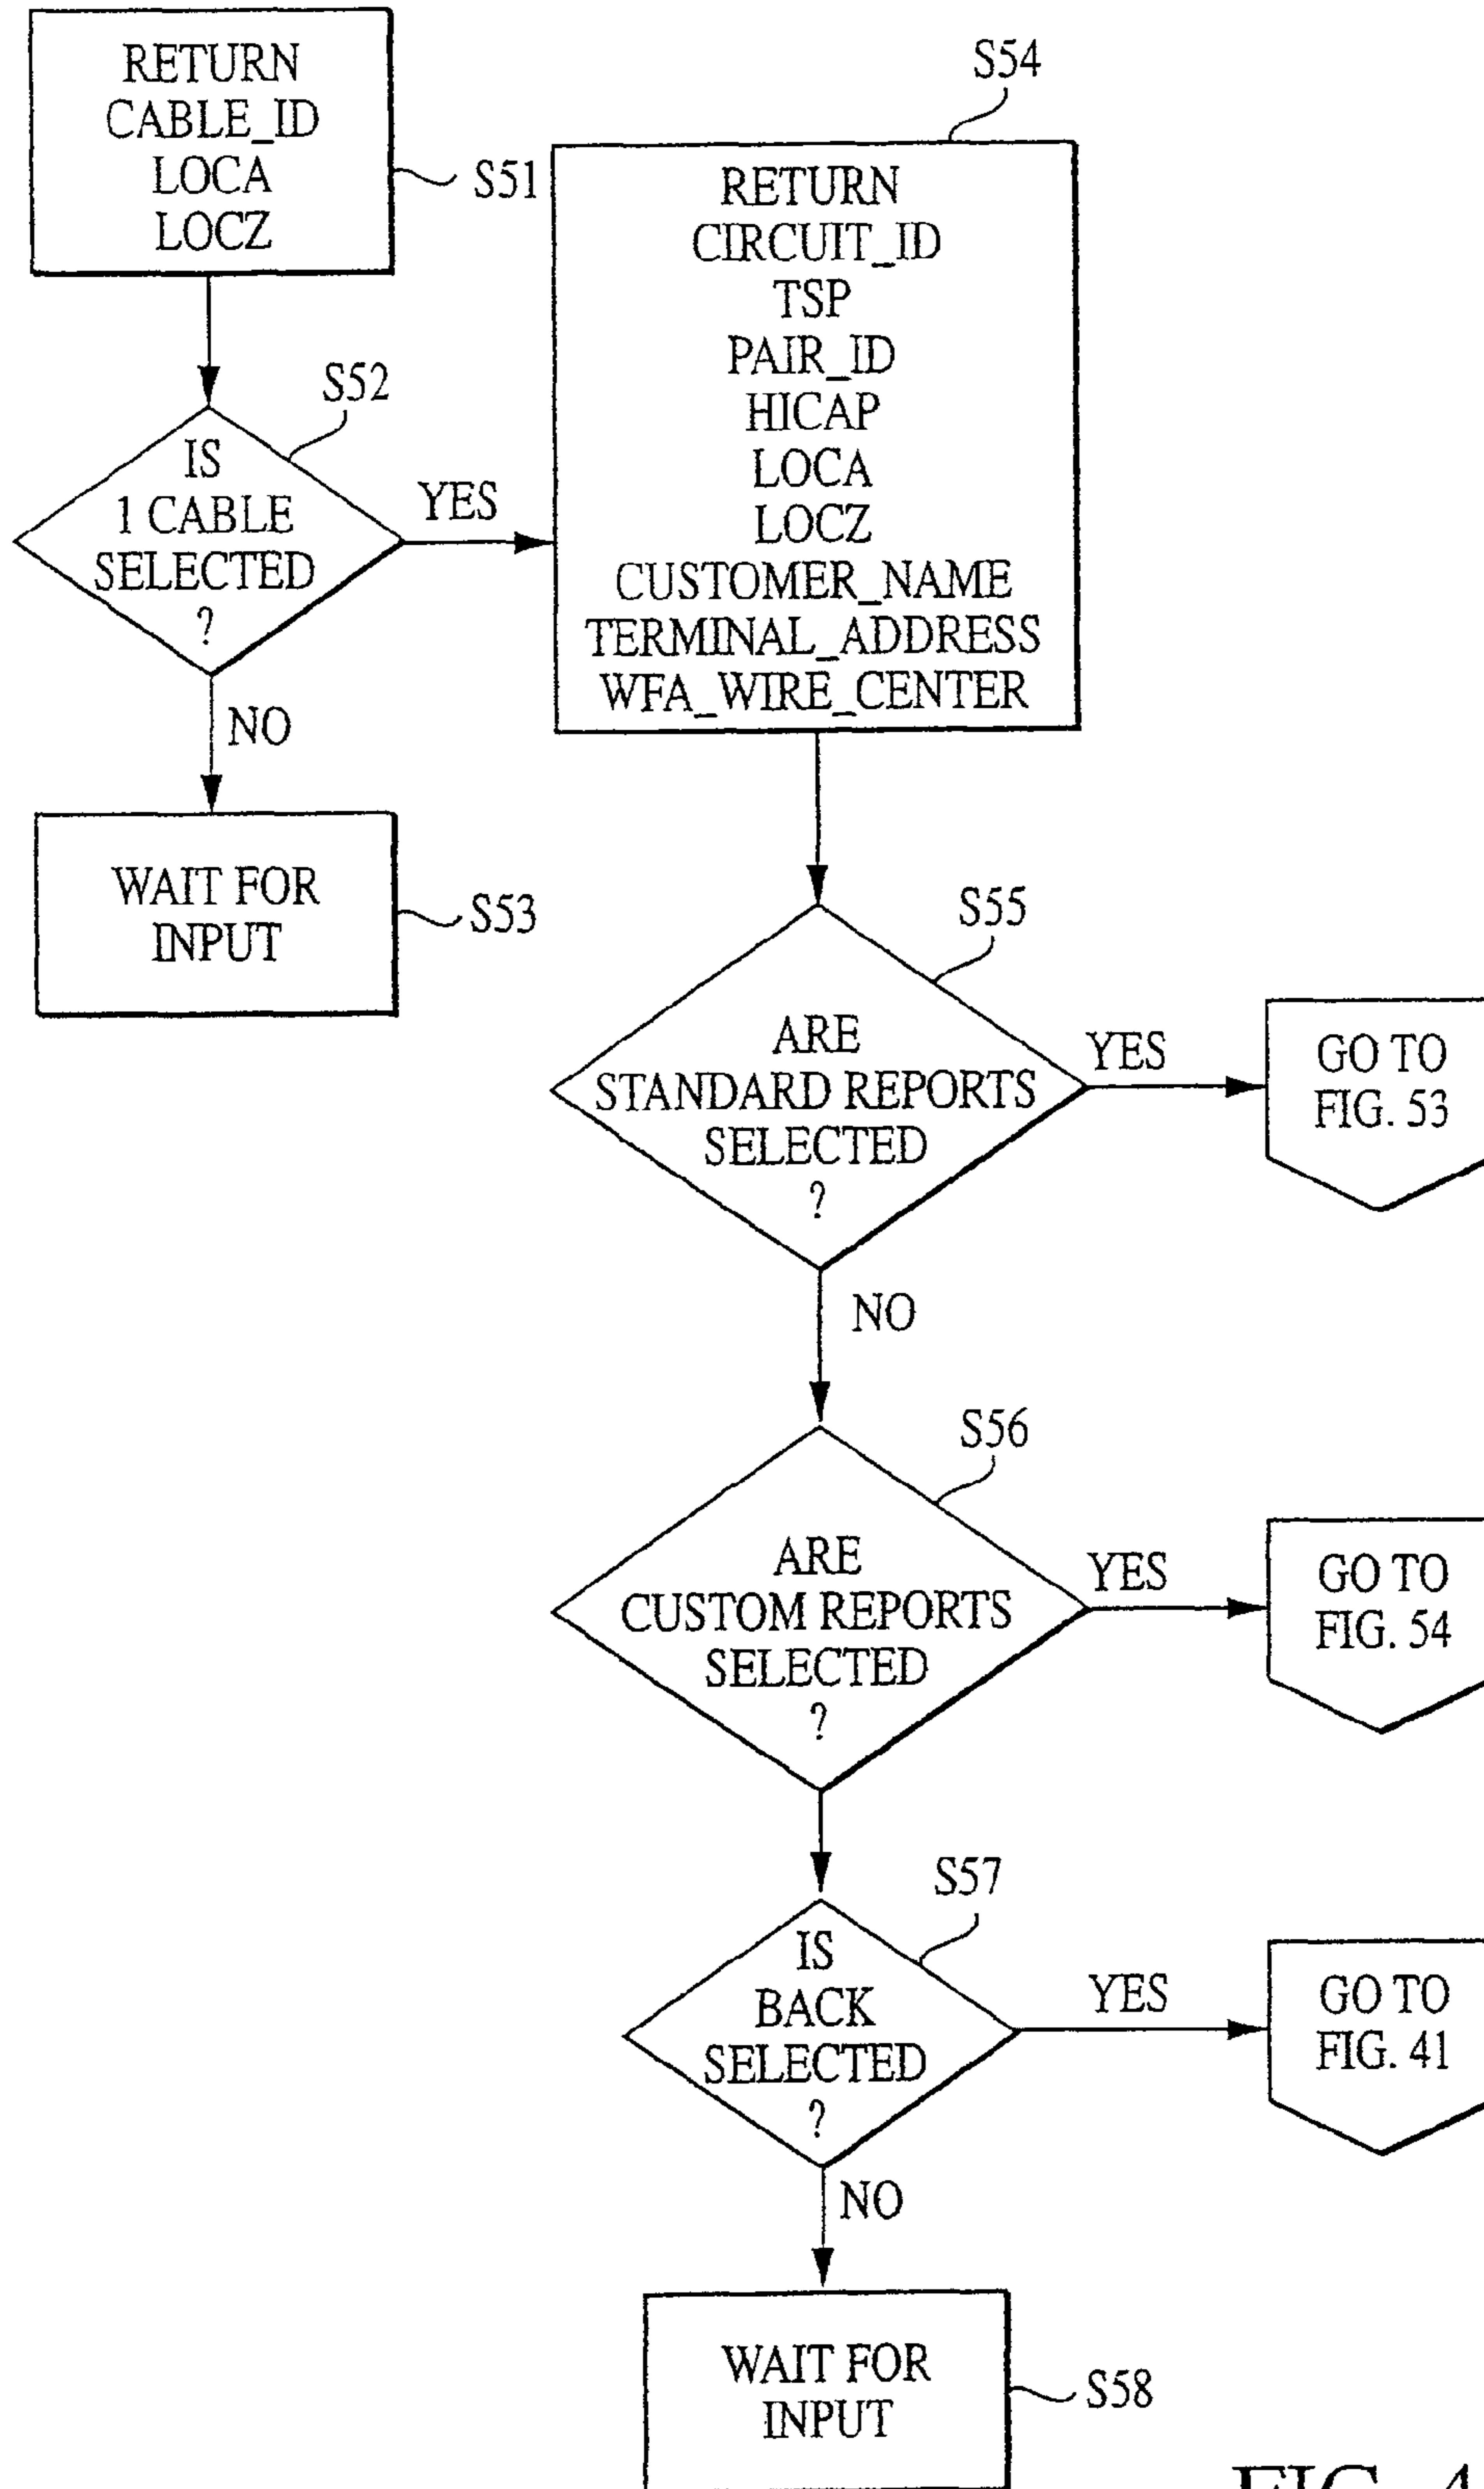 RETURN
CABLE_ID
LOCA
LOCZ
S51
S52
IS
1 CABLE
SELECTED
?
YES
NO
WAIT FOR
INPUT
S53
S54
RETURN
CIRCUIT_ID
TSP
PAIR_ID
HICAP
LOCA
LOCZ
CUSTOMER_NAME
TERMINAL_ADDRESS
WFA_WIRE_CENTER
S55
ARE
STANDARD REPORTS
SELECTED
?
YES
GO TO
FIG. 53
NO
S56
ARE
CUSTOM REPORTS
SELECTED
?
YES
GO TO
FIG. 54
S57
IS
BACK
SELECTED
?
YES
GO TO
FIG. 41
NO
WAIT FOR
INPUT
S58
FIG. 4